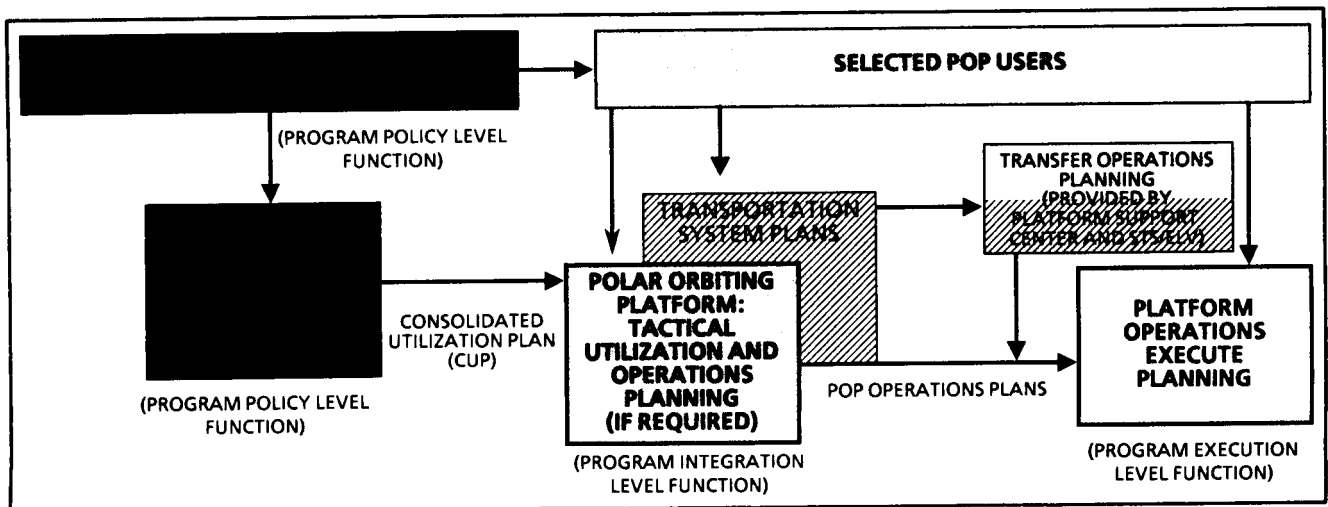 SELECTED POP USERS
(PROGRAM POLICY LEVEL
FUNCTION)
TRANSFER OPERATIONS
PLANNING
(PROVIDED BY
PLATFORM SUPPORT
CENTER AND STS/ELV)
TRANSPORTATION
SYSTEM PLANS
POLAR ORBITING
PLATFORM:
TACTICAL
UTILIZATION AND
OPERATIONS
PLANNING
(IF REQUIRED)
CONSOLIDATED
UTILIZATION PLAN
(CUP)
PLATFORM
OPERATIONS
EXECUTE
PLANNING
POP OPERATIONS PLANS
(PROGRAM POLICY LEVEL
FUNCTION)
(PROGRAM INTEGRATION
LEVEL FUNCTION)
(PROGRAM EXECUTION
LEVEL FUNCTION)